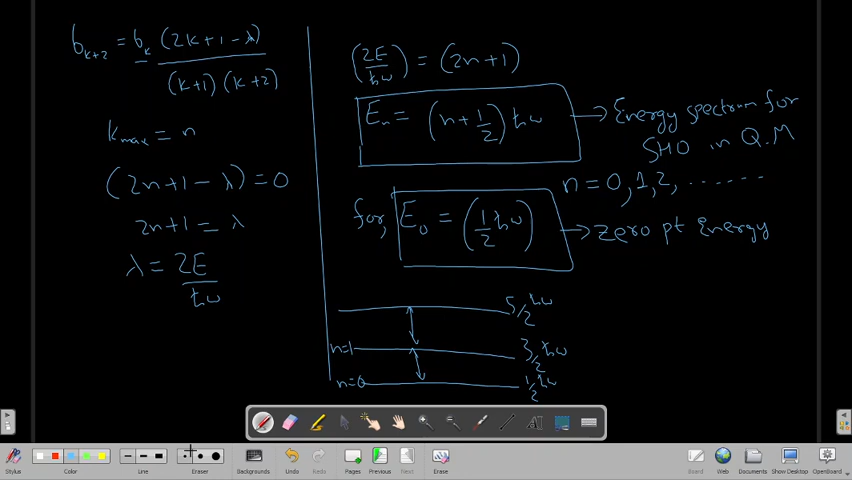 b_{k+2} = b_k (2k+1-λ)
(k+1) (k+2)
k_max = n
(2n+1-λ) = 0
2n+1 = λ
λ = 2E
ħω
(2E/ħω) = (2n+1)
E_n = (n+1/2) ħω → Energy spectrum for
SHO in Q.M
n = 0, 1, 2, ......
for, E_0 = (1/2 ħω) → zero pt Energy
5/2 ħω
n=1 3/2 ħω
n=0 1/2 ħω
Stylus Color Line Eraser Backgrounds Undo Redo Pages Previous Next Erase Board Web Documents Show Desktop OpenBoard